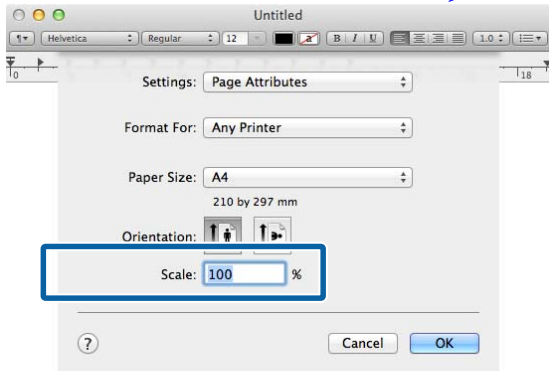 Untitled
¶ Helvetica Regular 12 a B I U 1.0
0 18
Settings: Page Attributes
Format For: Any Printer
Paper Size: A4
210 by 297 mm
Orientation:
Scale: 100 %
? Cancel OK